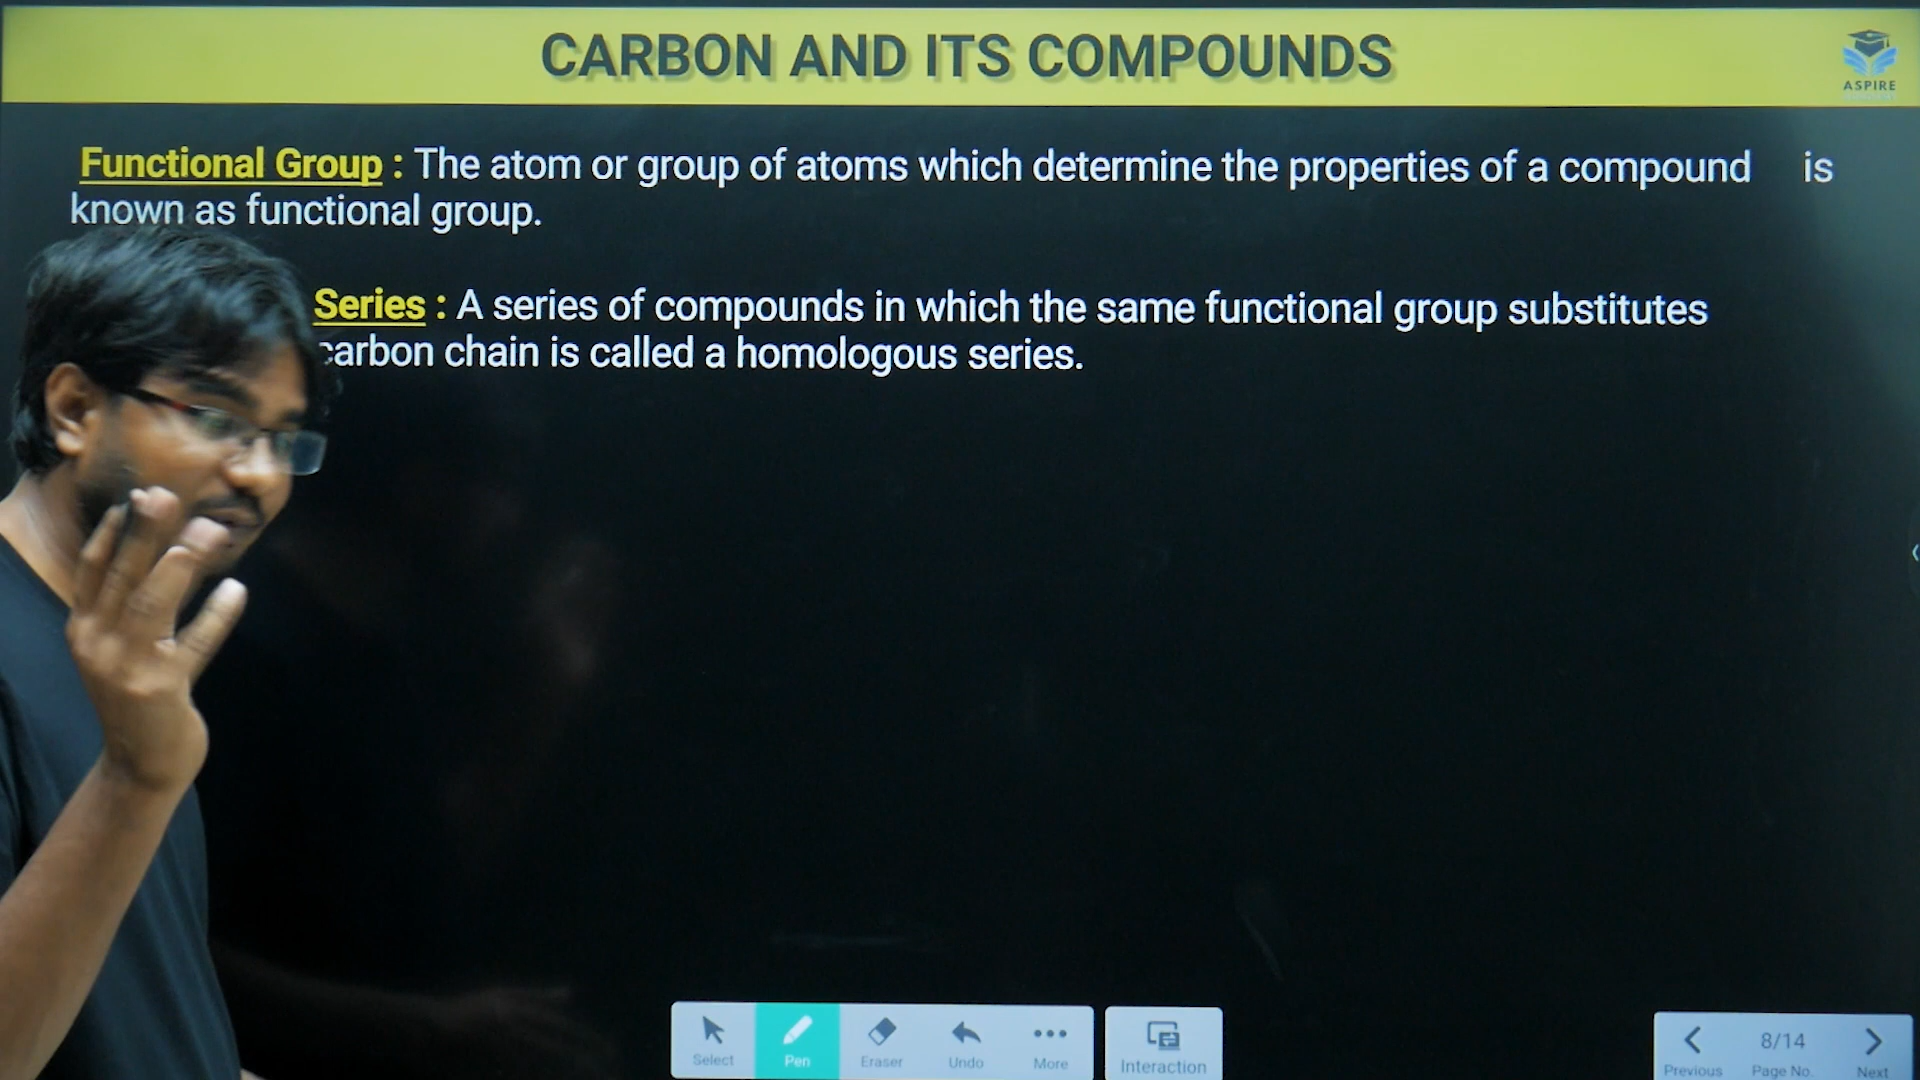 CARBON AND ITS COMPOUNDS
ASPIRE
Functional Group : The atom or group of atoms which determine the properties of a compound is
known as functional group.
Series : A series of compounds in which the same functional group substitutes
carbon chain is called a homologous series.
Select Pen Eraser Undo More Interaction
8/14
Previous Page No. Next